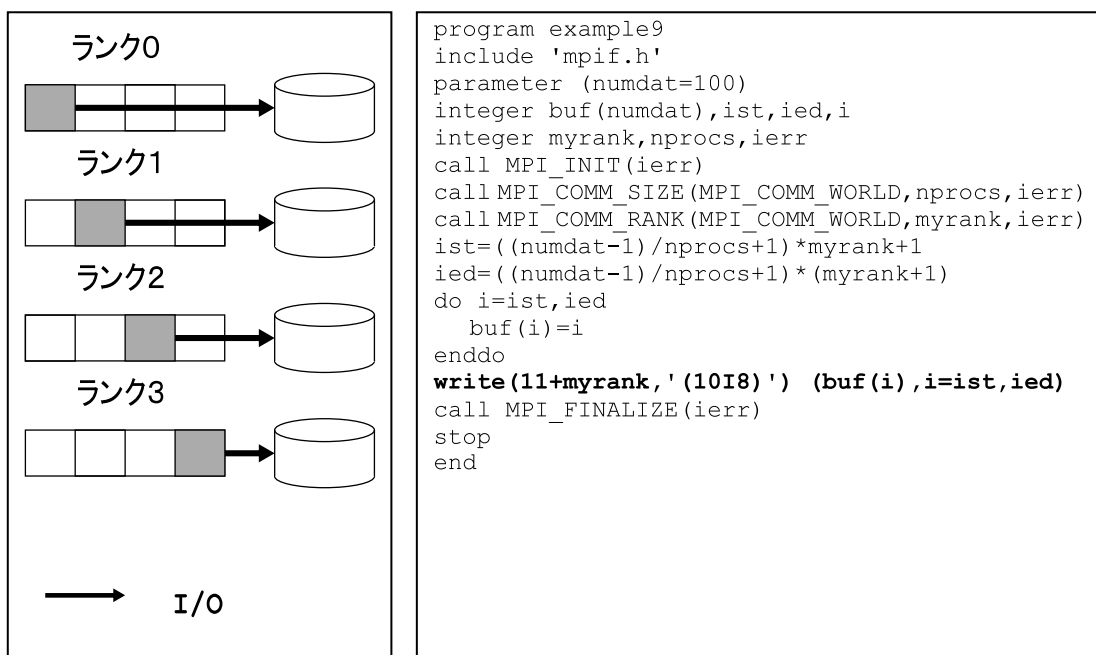 ランク0
ランク1
ランク2
ランク3
I/O
program example9
include 'mpif.h'
parameter (numdat=100)
integer buf(numdat),ist,ied,i
integer myrank,nprocs,ierr
call MPI_INIT(ierr)
call MPI_COMM_SIZE(MPI_COMM_WORLD,nprocs,ierr)
call MPI_COMM_RANK(MPI_COMM_WORLD,myrank,ierr)
ist=((numdat-1)/nprocs+1)*myrank+1
ied=((numdat-1)/nprocs+1)*(myrank+1)
do i=ist,ied
buf(i)=i
enddo
write(11+myrank,'(10I8)') (buf(i),i=ist,ied)
call MPI_FINALIZE(ierr)
stop
end